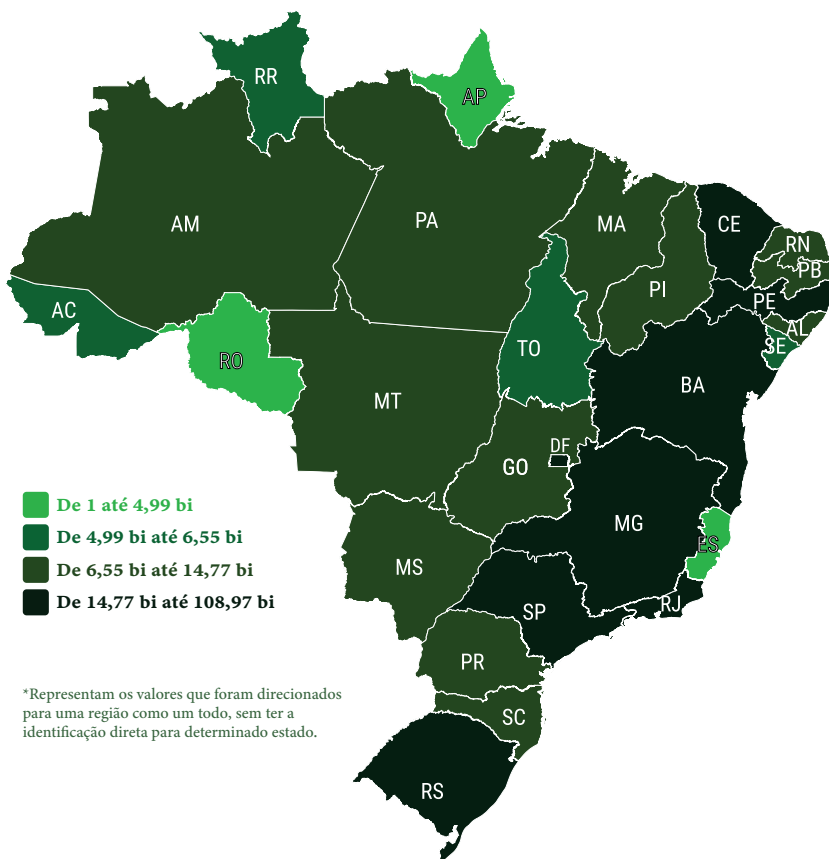 RR
AP
AM
PA
MA
CE
RN
PB
PI
PE
AL
SE
AC
TO
RO
BA
MT
DF
GO
MG
ES
MS
SP
RJ
PR
SC
RS
De 1 até 4,99 bi
De 4,99 bi até 6,55 bi
De 6,55 bi até 14,77 bi
De 14,77 bi até 108,97 bi
*Representam os valores que foram direcionados
para uma região como um todo, sem ter a
identificação direta para determinado estado.